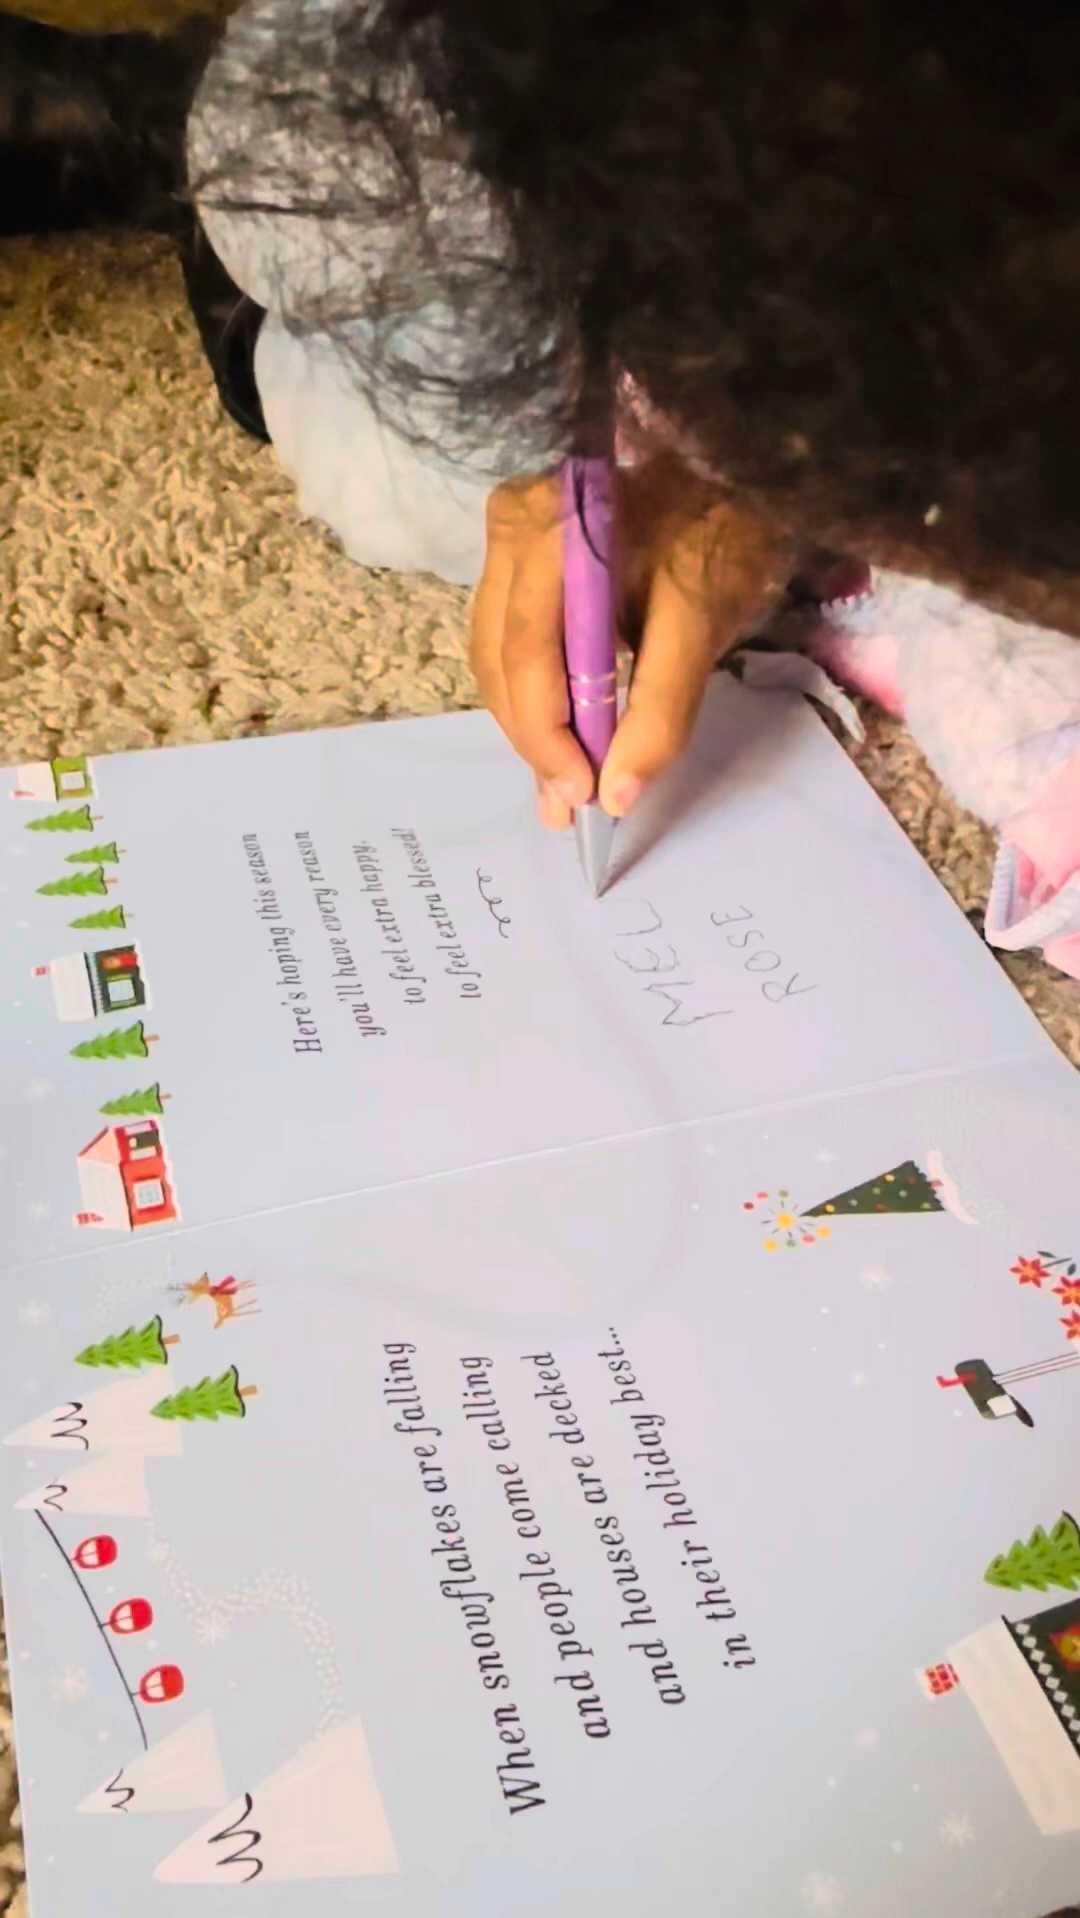 When snowflakes are falling
and people come calling
and houses are decked
in their holiday best...
Here's hoping this season
you'll have every reason
to feel extra happy,
to feel extra blessed!
MEL
ROSE